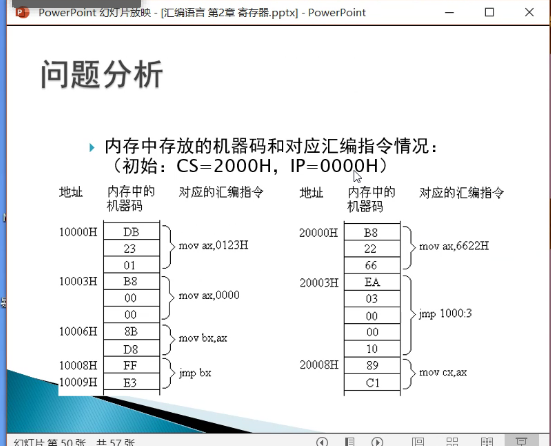 PowerPoint 幻灯片放映 - [汇编语言 第2章 寄存器.pptx] - PowerPoint
问题分析
内存中存放的机器码和对应汇编指令情况：
（初始：CS=2000H，IP=0000H）
地址 内存中的 对应的汇编指令
机器码
10000H DB
23 mov ax,0123H
01
10003H B8
00 mov ax,0000
00
10006H 8B
D8 mov bx,ax
10008H FF
jmp bx
10009H E3
地址 内存中的 对应的汇编指令
机器码
20000H B8
22 mov ax,6622H
66
20003H EA
03
00 jmp 1000:3
00
10
20008H 89
C1 mov cx,ax
幻灯片 第 50 张，共 57 张